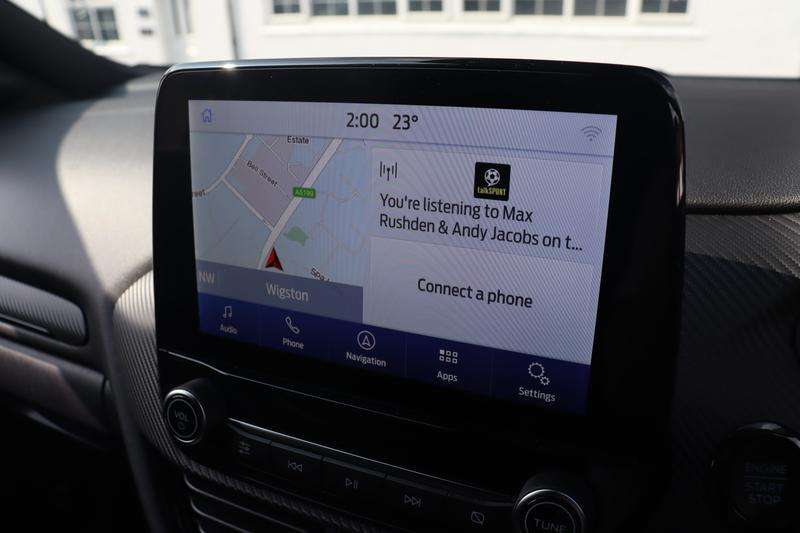 2:00 23°
Estate
Bell Street
A5199
talkSPORT
You're listening to Max
Rushden & Andy Jacobs on t...
NW
Wigston
Connect a phone
Audio
Phone
Navigation
Apps
Settings
VOL
TUNE
ENGINE
START
STOP